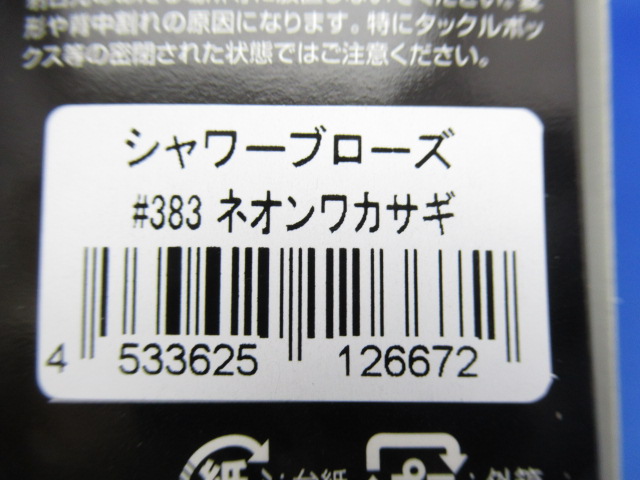 形や背中割れの原因になります。特にタックルボッ
クス等の密閉された状態ではご注意ください。
シャワーブローズ
#383 ネオンワカサギ
4 533625 126672
紙